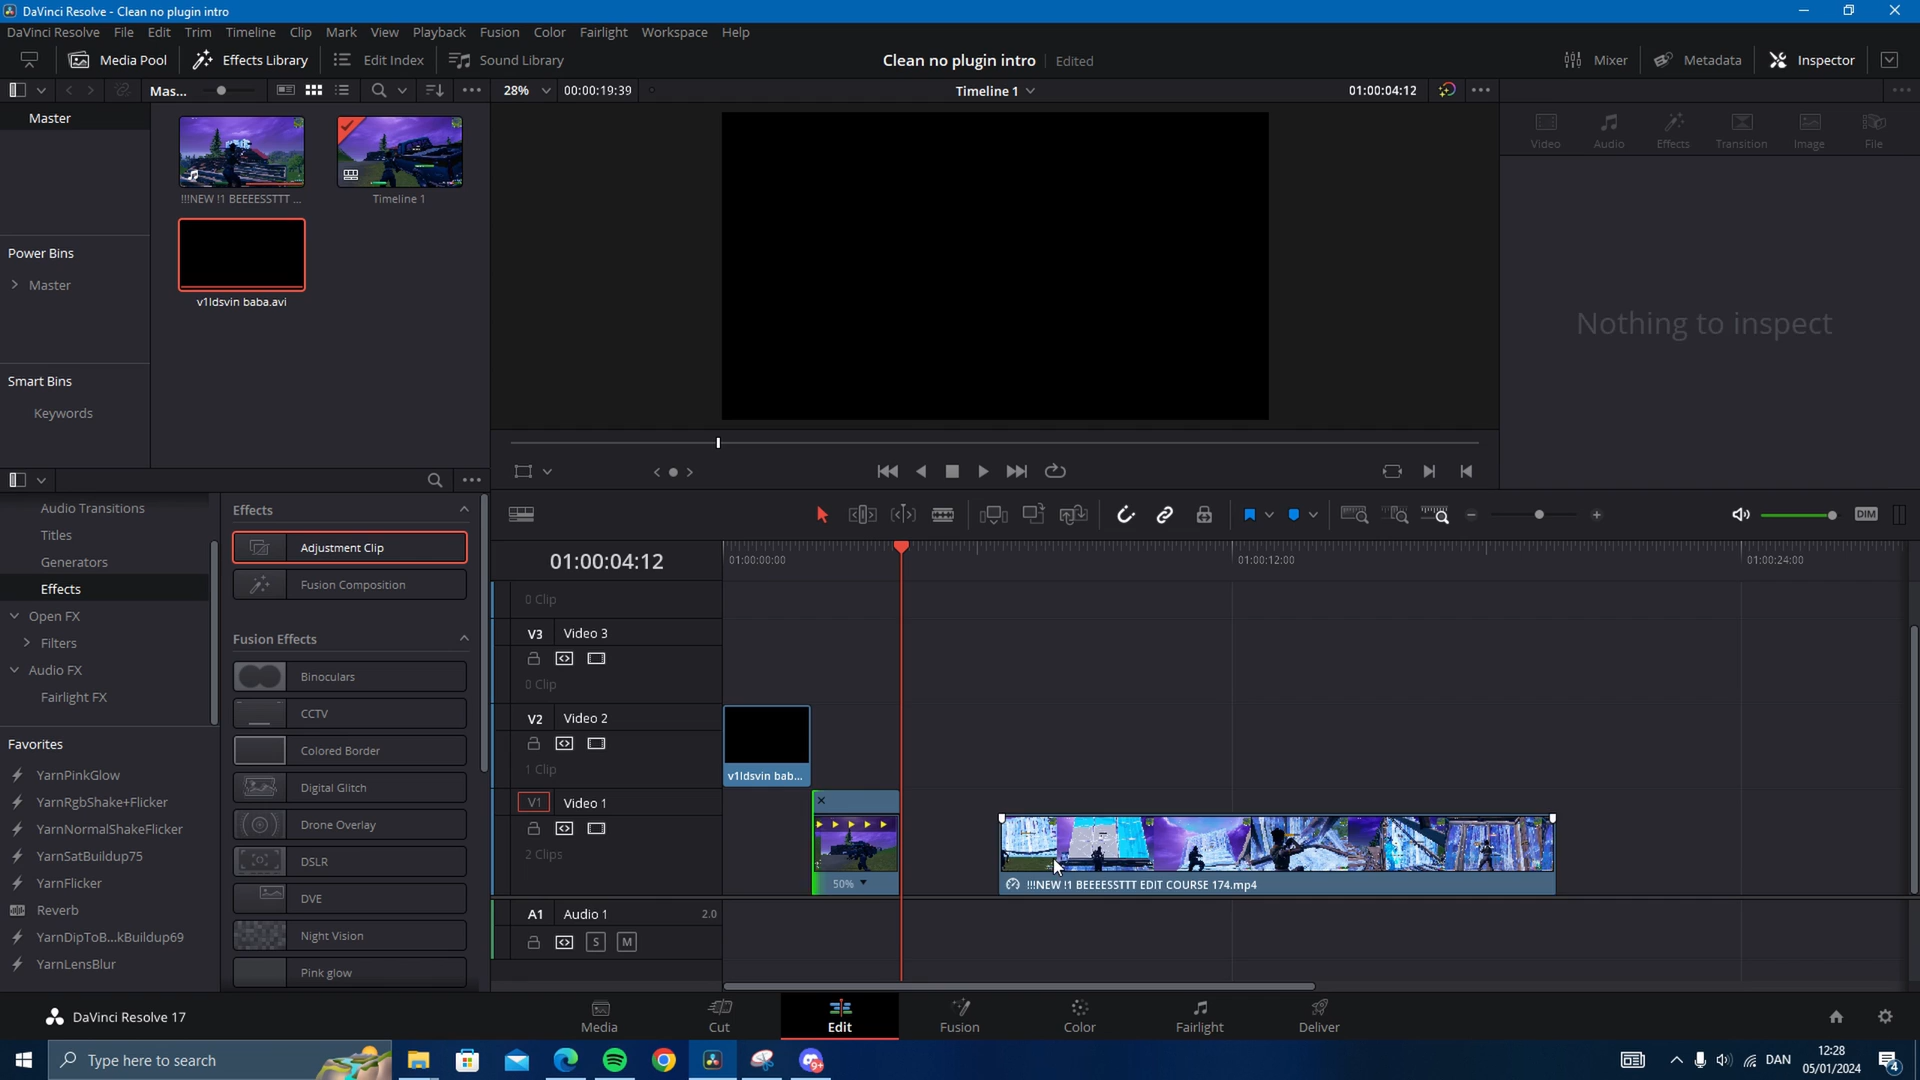 DaVinci Resolve - Clean no plugin intro
DaVinci Resolve File Edit Trim Timeline Clip Mark View Playback Fusion Color Fairlight Workspace Help
Media Pool Effects Library Edit Index Sound Library Clean no plugin intro Edited Mixer Metadata Inspector
Mas... 28% 00:00:19:39 Timeline 1 01:00:04:12
Master
Video Audio Effects Transition Image File
!!!NEW !1 BEEEESSTTT ... Timeline 1
Power Bins
Master
v1ldsvin baba.avi
Nothing to inspect
Smart Bins
Keywords
Audio Transitions
Titles
Generators
Effects
Open FX
Filters
Audio FX
Fairlight FX
Favorites
YarnPinkGlow
YarnRgbShake+Flicker
YarnNormalShakeFlicker
YarnSatBuildup75
YarnFlicker
Reverb
YarnDipToB...kBuildup69
YarnLensBlur
Effects
Adjustment Clip
Fusion Composition
Fusion Effects
Binoculars
CCTV
Colored Border
Digital Glitch
Drone Overlay
DSLR
DVE
Night Vision
Pink glow
DIM
01:00:04:12 01:00:00:00 01:00:12:00 01:00:24:00
0 Clip
V3 Video 3
0 Clip
V2 Video 2
1 Clip
v1ldsvin bab...
V1 Video 1
2 Clips
50%
!!!NEW !1 BEEEESSTTT EDIT COURSE 174.mp4
A1 Audio 1 2.0
S M
DaVinci Resolve 17
Media Cut Edit Fusion Color Fairlight Deliver
Type here to search
9+
DAN
12:28
05/01/2024
4